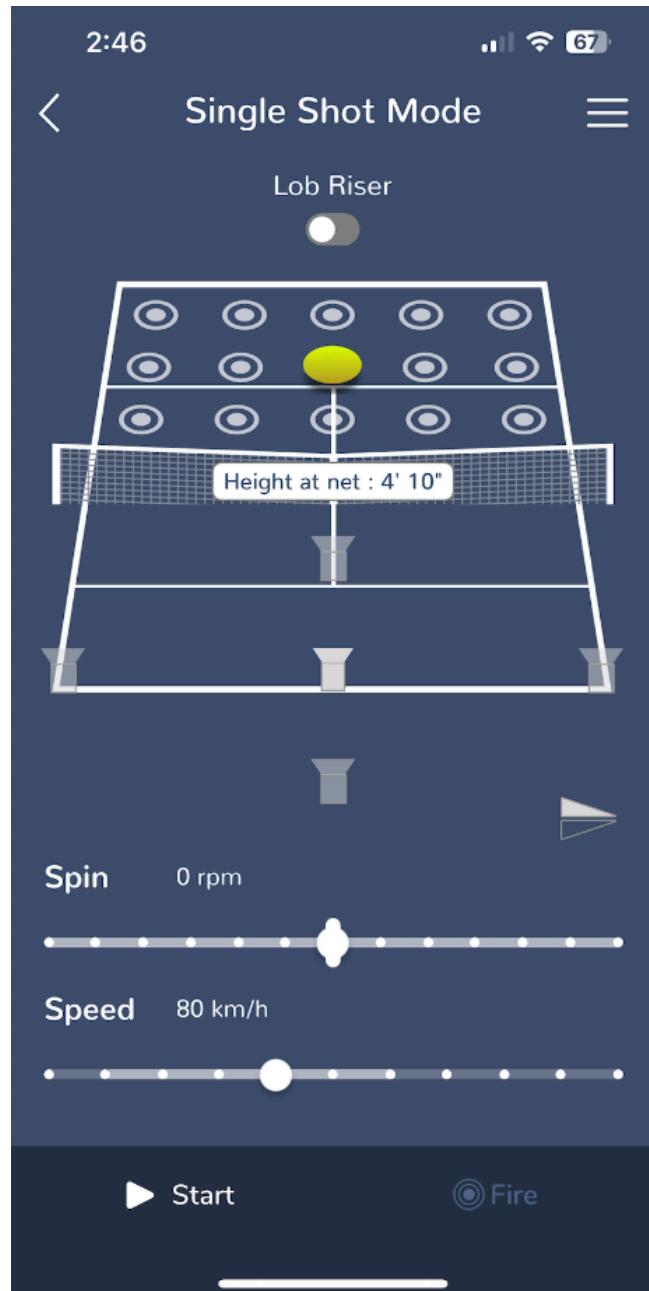 2:46
67
Single Shot Mode
Lob Riser
Height at net : 4' 10"
Spin 0 rpm
Speed 80 km/h
Start Fire